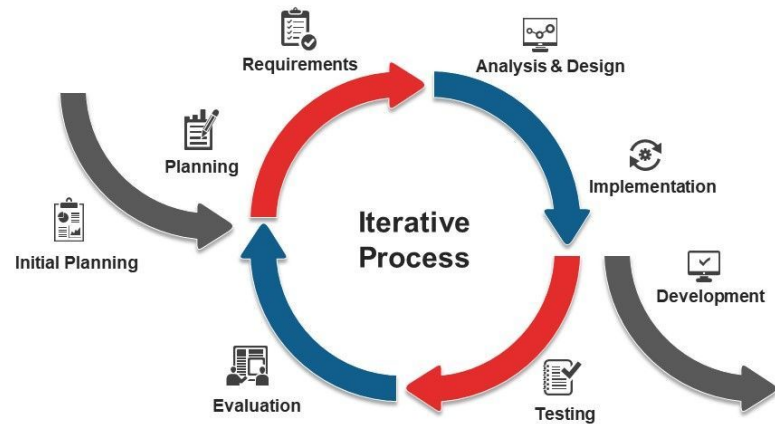 Requirements
Analysis & Design
Planning
Implementation
Iterative
Process
Initial Planning
Development
Evaluation
Testing